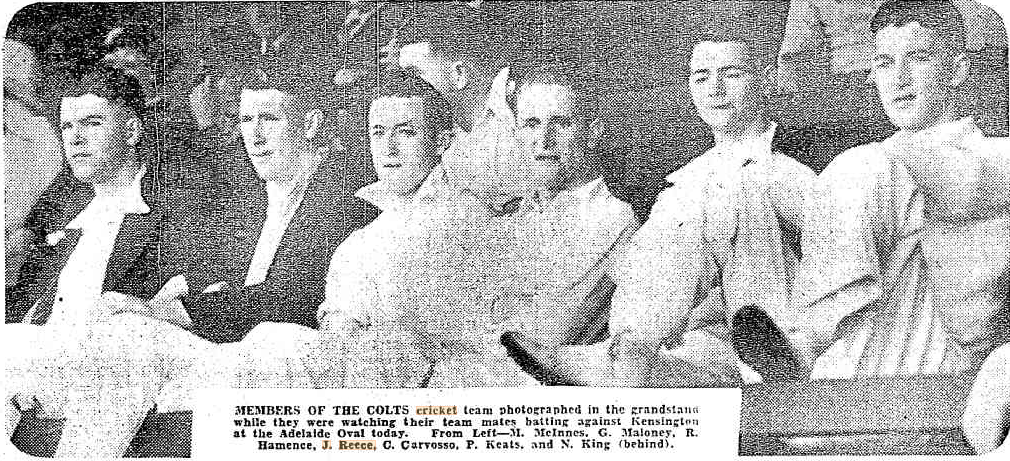 MEMBERS OF THE COLTS cricket team photographed in the grandstand
while they were watching their team mates batting against Kensington
at the Adelaide Oval today. From Left—M. McInnes, G. Maloney, R.
Hamence, J. Reece, C. Carvosso, P. Keats, and N. King (behind).